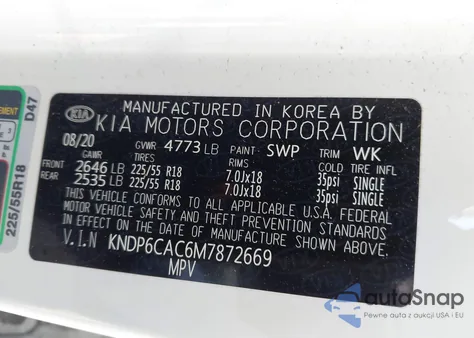 MANUFACTURED IN KOREA BY
KIA KIA MOTORS CORPORATION
08/20 GVWR 4773 LB PAINT SWP TRIM WK
GAWR TIRES RIMS COLD TIRE INFL
FRONT 2646 LB 225/55 R18 7.0Jx18 35psi SINGLE
REAR 2535 LB 225/55 R18 7.0Jx18 35psi SINGLE
THIS VEHICLE CONFORMS TO ALL APPLICABLE U.S.A. FEDERAL
MOTOR VEHICLE SAFETY AND THEFT PREVENTION STANDARDS
IN EFFECT ON THE DATE OF MANUFACTURE SHOWN ABOVE.
V.I.N KNDP6CAC6M7872669
MPV
D47
225/55R18
autoSnap
Pewne auta z aukcji USA i EU